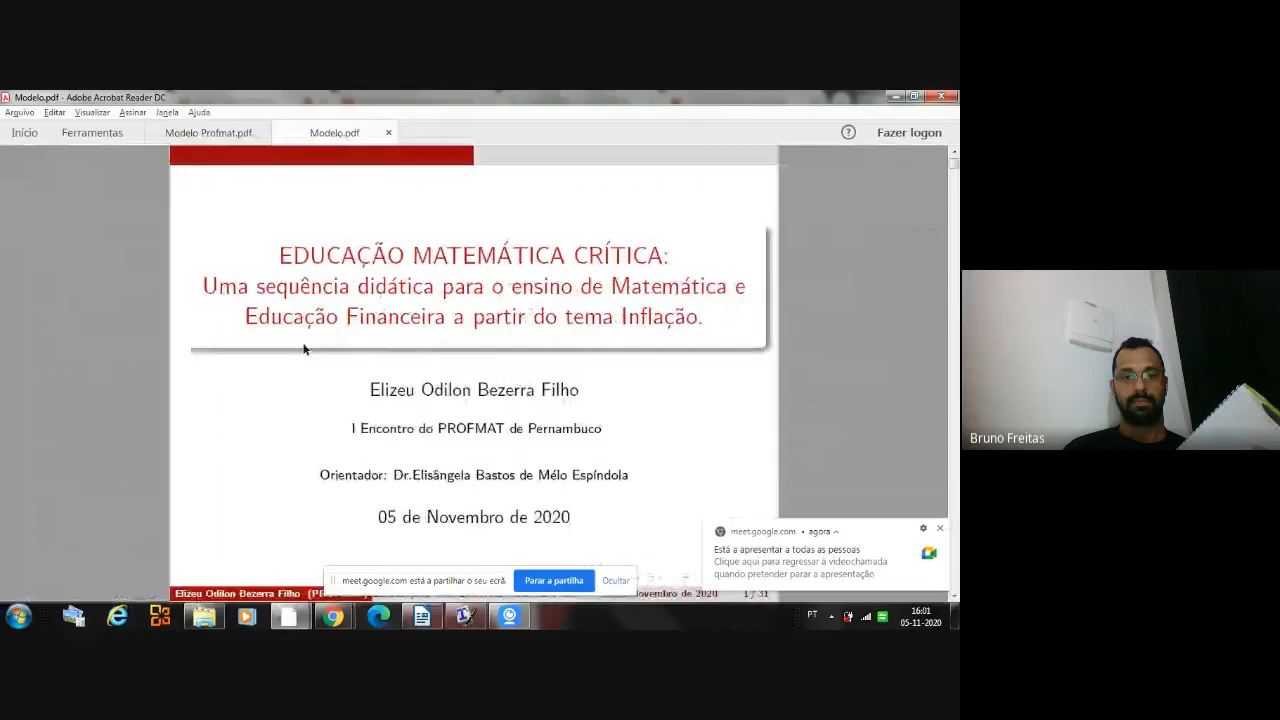 Modelo.pdf - Adobe Acrobat Reader DC
Arquivo Editar Visualizar Assinar Janela Ajuda
Início Ferramentas Modelo Profmat.pdf Modelo.pdf × ? Fazer logon
EDUCAÇÃO MATEMÁTICA CRÍTICA:
Uma sequência didática para o ensino de Matemática e
Educação Financeira a partir do tema Inflação.
Elizeu Odilon Bezerra Filho
I Encontro do PROFMAT de Pernambuco
Orientador: Dr.Elisângela Bastos de Mélo Espíndola
05 de Novembro de 2020
meet.google.com • agora
Está a apresentar a todas as pessoas
Clique aqui para regressar à videochamada
quando pretender parar a apresentação
meet.google.com está a partilhar o seu ecrã. Parar a partilha Ocultar
Elizeu Odilon Bezerra Filho ovembro de 2020 1 / 31
PT 16:01
05-11-2020
Bruno Freitas